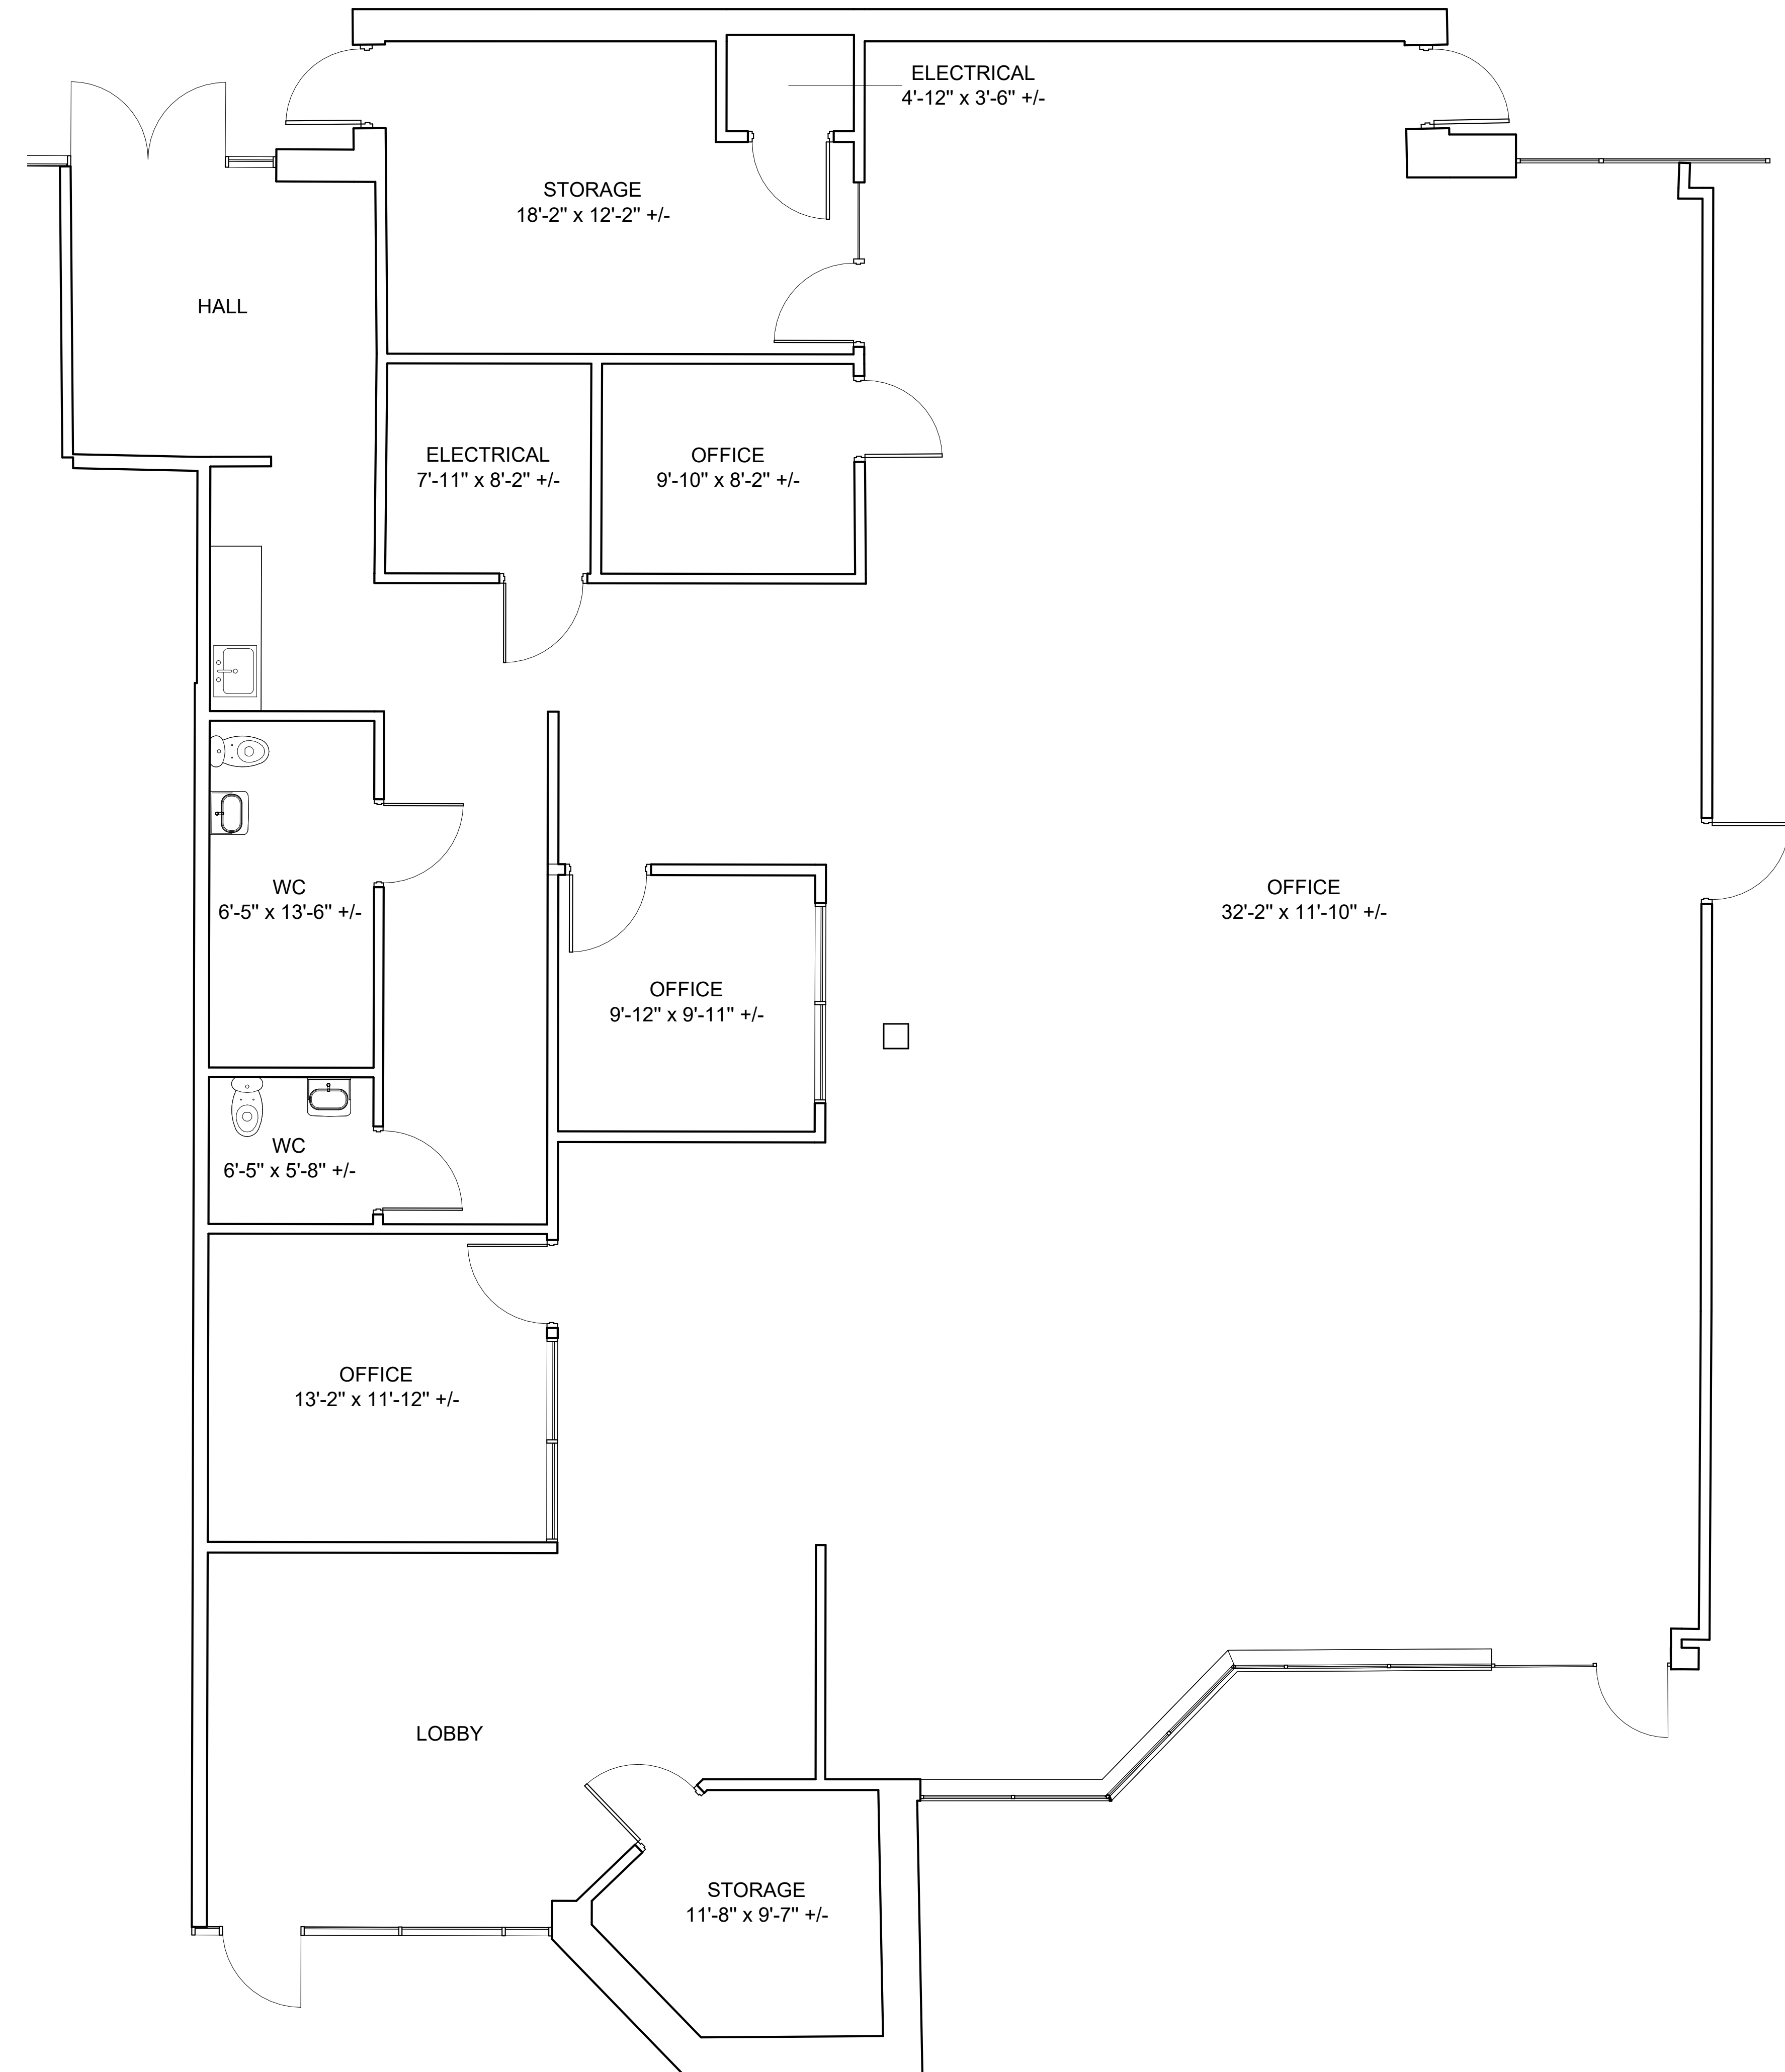 ELECTRICAL
4'-12" x 3'-6" +/-
STORAGE
18'-2" x 12'-2" +/-
HALL
ELECTRICAL
7'-11" x 8'-2" +/-
OFFICE
9'-10" x 8'-2" +/-
WC
6'-5" x 13'-6" +/-
OFFICE
32'-2" x 11'-10" +/-
OFFICE
9'-12" x 9'-11" +/-
WC
6'-5" x 5'-8" +/-
OFFICE
13'-2" x 11'-12" +/-
LOBBY
STORAGE
11'-8" x 9'-7" +/-